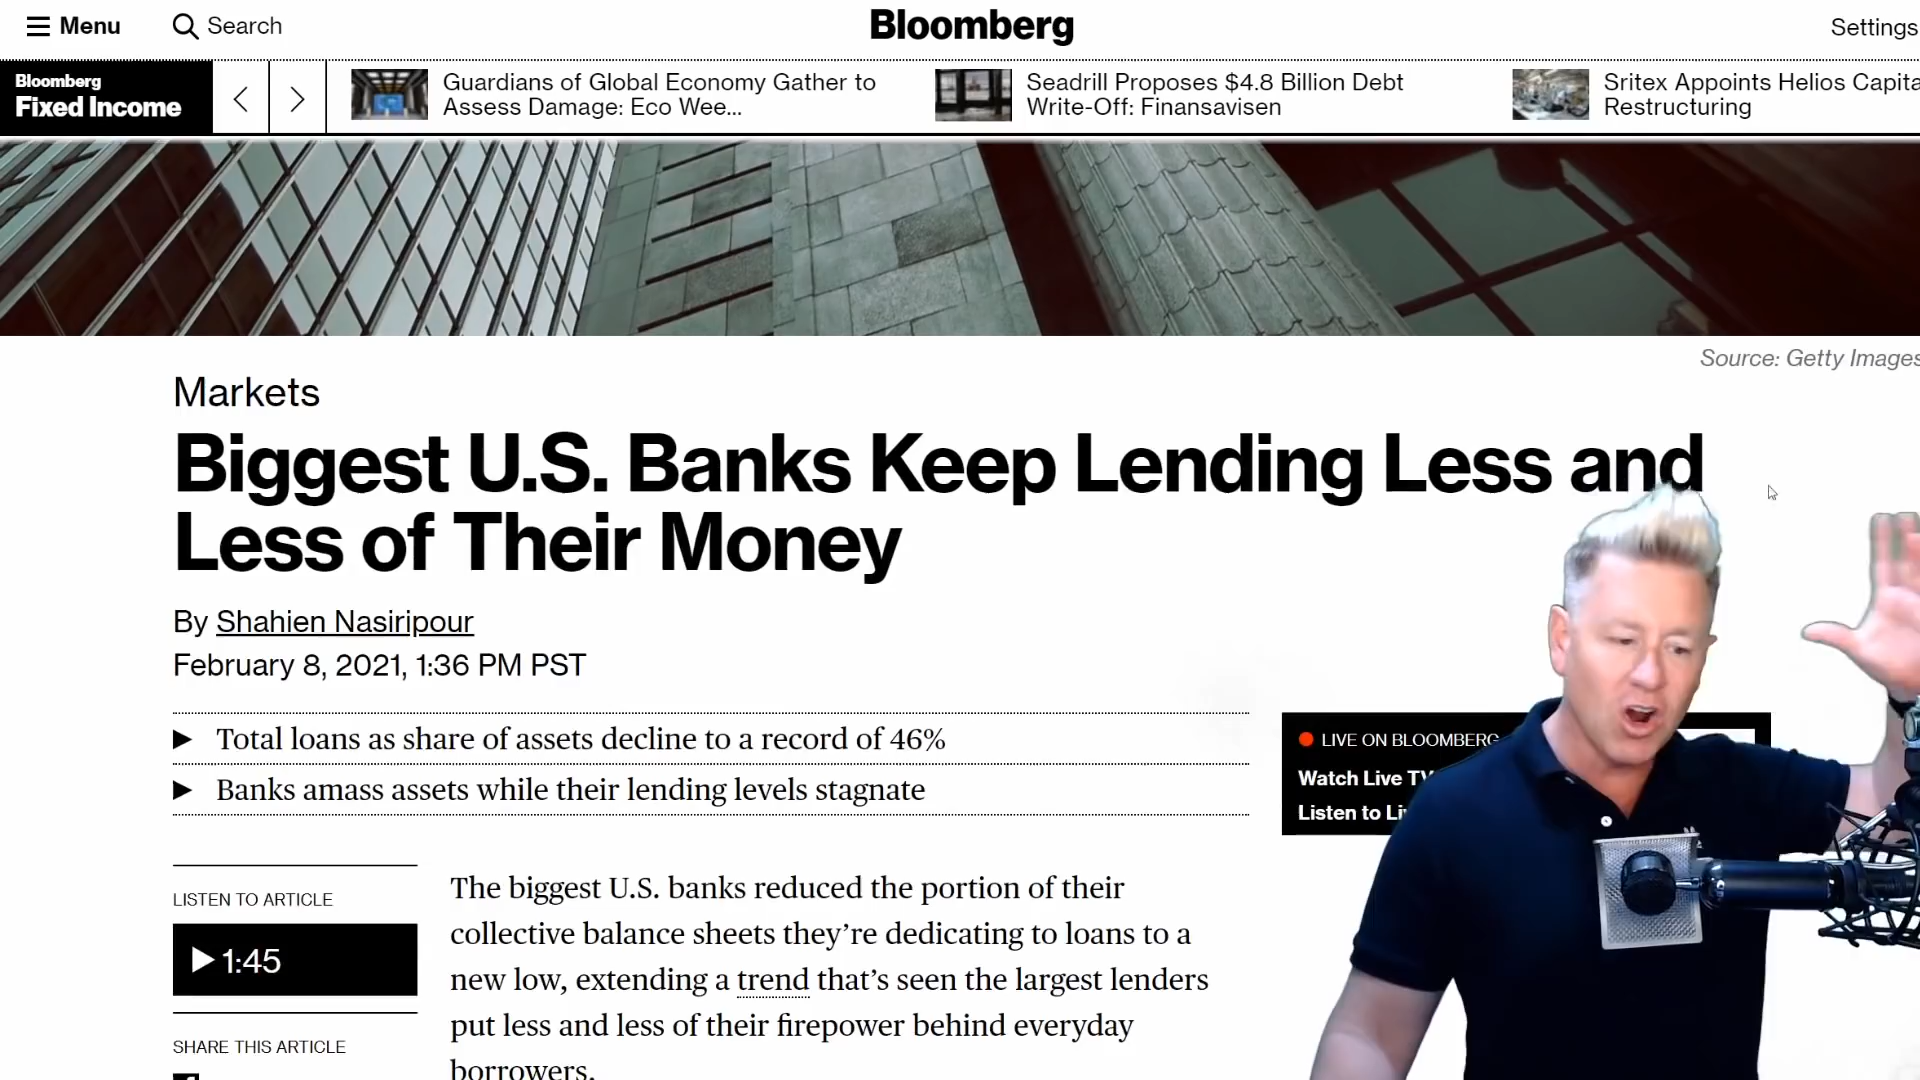 Menu
Search
Bloomberg
Settings
Bloomberg
Fixed Income
Guardians of Global Economy Gather to
Assess Damage: Eco Wee...
Seadrill Proposes $4.8 Billion Debt
Write-Off: Finansavisen
Sritex Appoints Helios Capita
Restructuring
Source: Getty Images
Markets
Biggest U.S. Banks Keep Lending Less and
Less of Their Money
By Shahien Nasiripour
February 8, 2021, 1:36 PM PST
Total loans as share of assets decline to a record of 46%
Banks amass assets while their lending levels stagnate
LIVE ON BLOOMBERG
Watch Live TV
Listen to Li
LISTEN TO ARTICLE
1:45
SHARE THIS ARTICLE
The biggest U.S. banks reduced the portion of their
collective balance sheets they’re dedicating to loans to a
new low, extending a trend that’s seen the largest lenders
put less and less of their firepower behind everyday
borrowers.